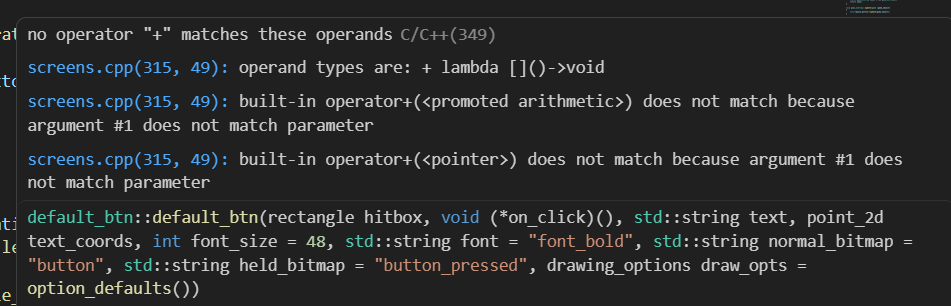 no operator "+" matches these operands C/C++(349)
screens.cpp(315, 49): operand types are: + lambda []()->void
screens.cpp(315, 49): built-in operator+(<promoted arithmetic>) does not match because
argument #1 does not match parameter
screens.cpp(315, 49): built-in operator+(<pointer>) does not match because argument #1 does
not match parameter
default_btn::default_btn(rectangle hitbox, void (*on_click)(), std::string text, point_2d
text_coords, int font_size = 48, std::string font = "font_bold", std::string normal_bitmap =
"button", std::string held_bitmap = "button_pressed", drawing_options draw_opts =
option_defaults())